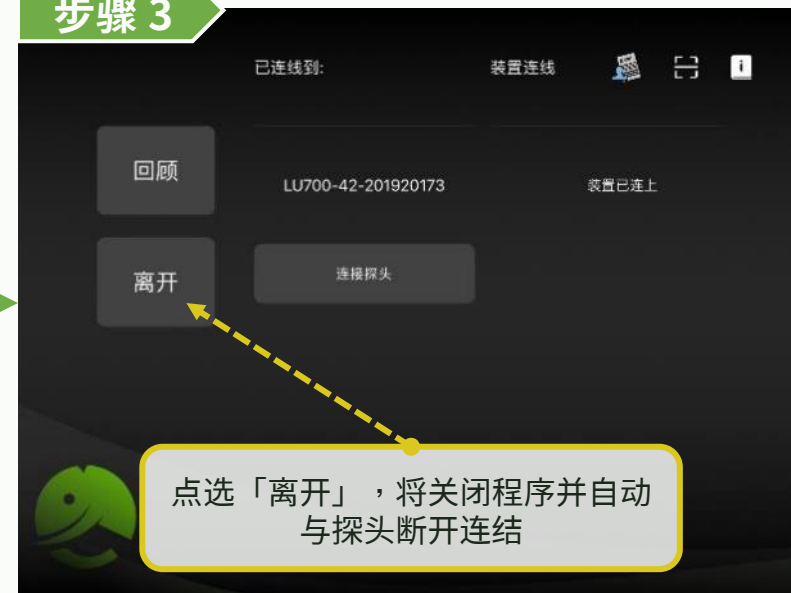 步骤 3
已连线到:
装置连线
i
回顾
LU700-42-201920173
装置已连上
离开
连接探头
点选「离开」，将关闭程序并自动
与探头断开连结